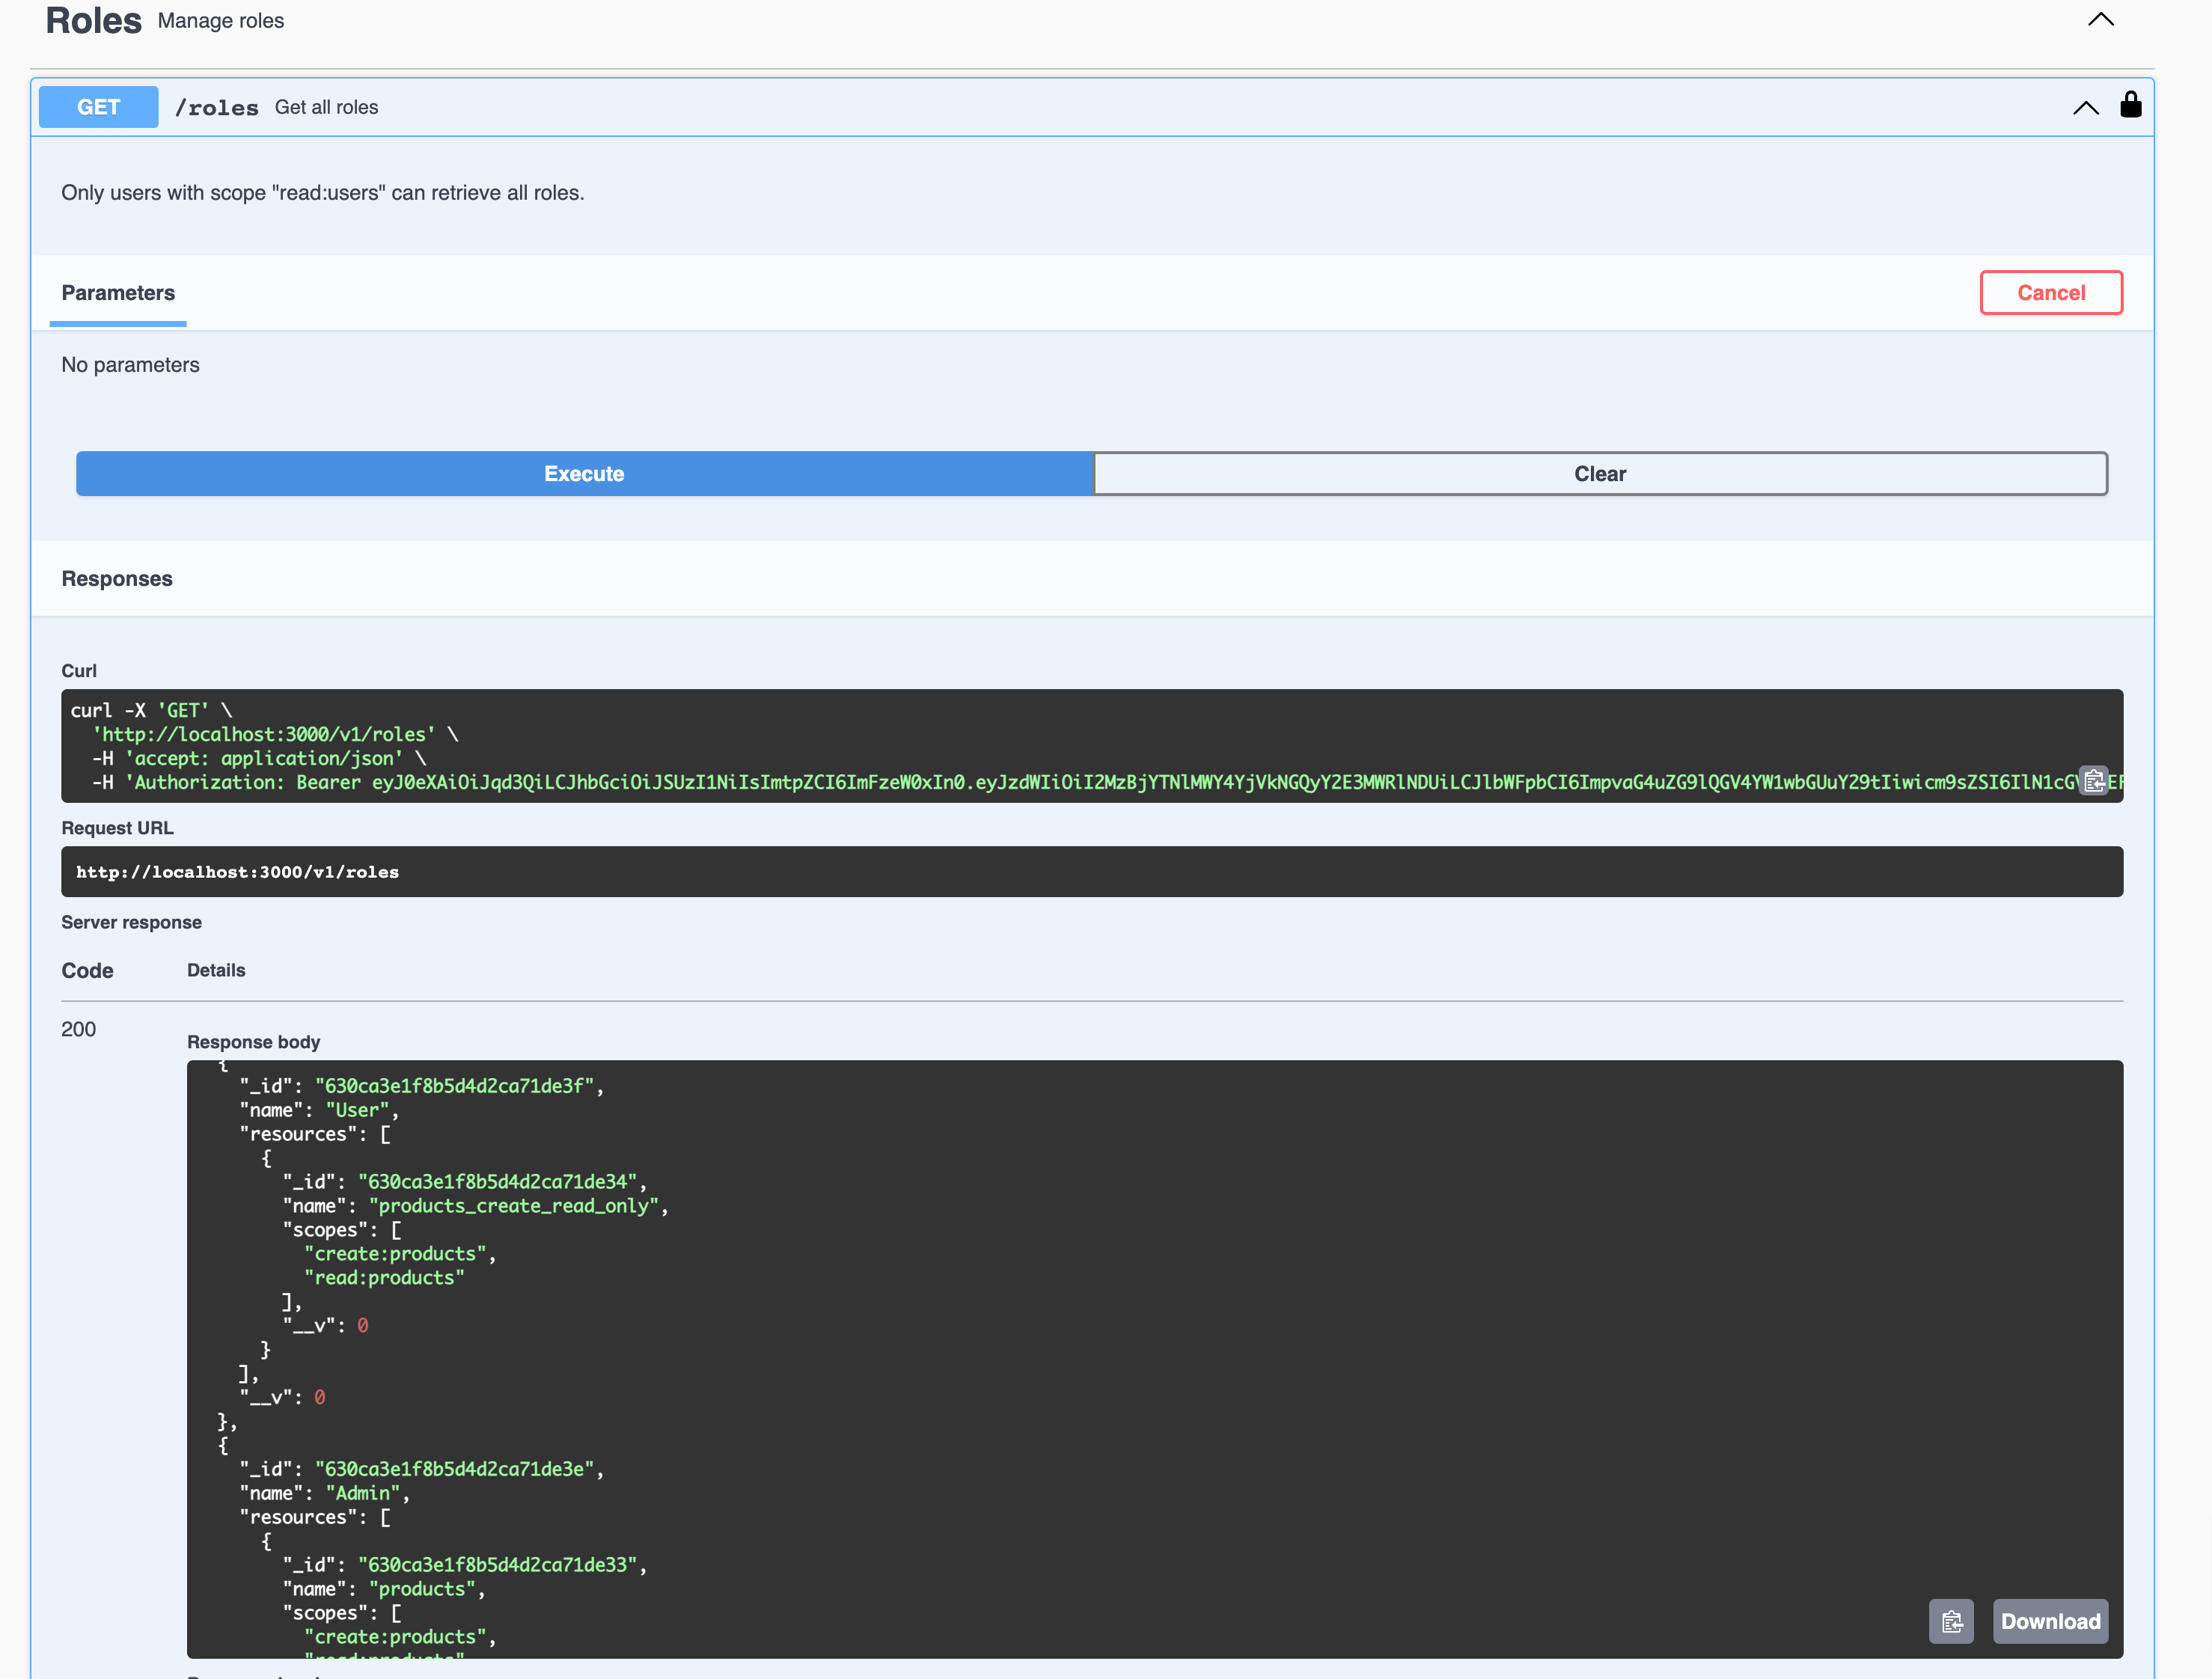 Roles Manage roles
GET /roles Get all roles
Only users with scope "read:users" can retrieve all roles.
Parameters
Cancel
No parameters
Execute
Clear
Responses
Curl
curl -X 'GET' \
'http://localhost:3000/v1/roles' \
-H 'accept: application/json' \
-H 'Authorization: Bearer eyJ0eXAiOiJqd3QiLCJhbGciOiJSUzI1NiIsImtpZCI6ImFzeW0xIn0.eyJzdWIiOiI2MzBjYTNlMWY4YjVkNGQyY2E3MWRlNDUiLCJlbWFpbCI6ImpvaG4uZG9lQGV4YW1wbGUuY29tIiwicm9sZSI6IlN1cGV
Request URL
http://localhost:3000/v1/roles
Server response
Code Details
200
Response body
{
"_id": "630ca3e1f8b5d4d2ca71de3f",
"name": "User",
"resources": [
{
"_id": "630ca3e1f8b5d4d2ca71de34",
"name": "products_create_read_only",
"scopes": [
"create:products",
"read:products"
],
"__v": 0
}
],
"__v": 0
},
{
"_id": "630ca3e1f8b5d4d2ca71de3e",
"name": "Admin",
"resources": [
{
"_id": "630ca3e1f8b5d4d2ca71de33",
"name": "products",
"scopes": [
"create:products",
"read:products"
Download